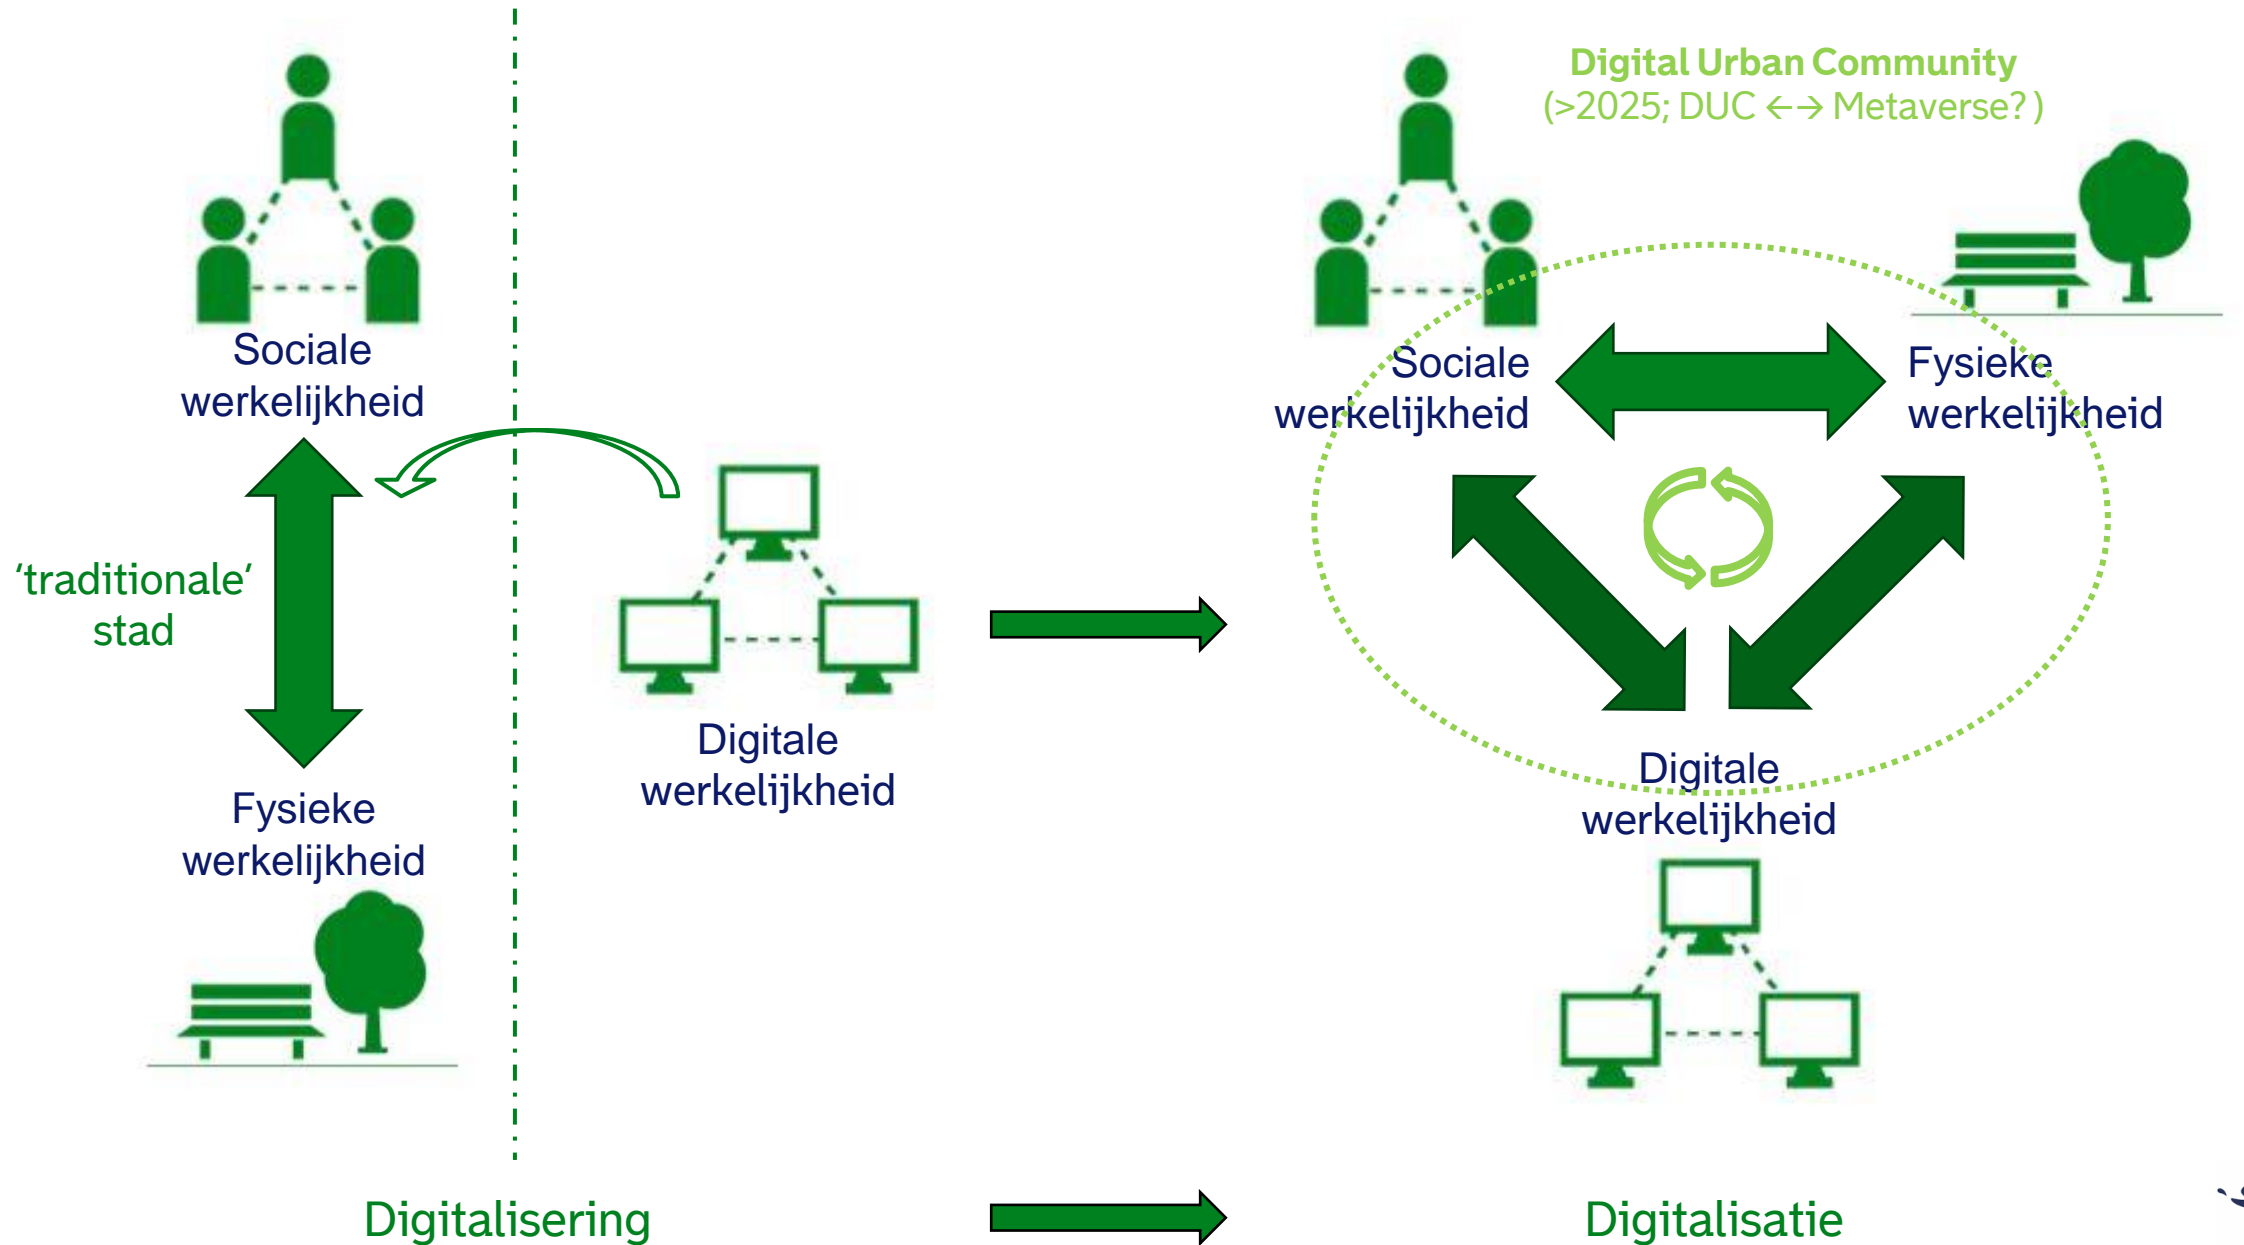 Sociale
werkelijkheid
'traditionale'
stad
Fysieke
werkelijkheid
Digitale
werkelijkheid
Digital Urban Community
(>2025; DUC ←→ Metaverse? )
Sociale
werkelijkheid
Fysieke
werkelijkheid
Digitale
werkelijkheid
Digitalisering
Digitalisatie